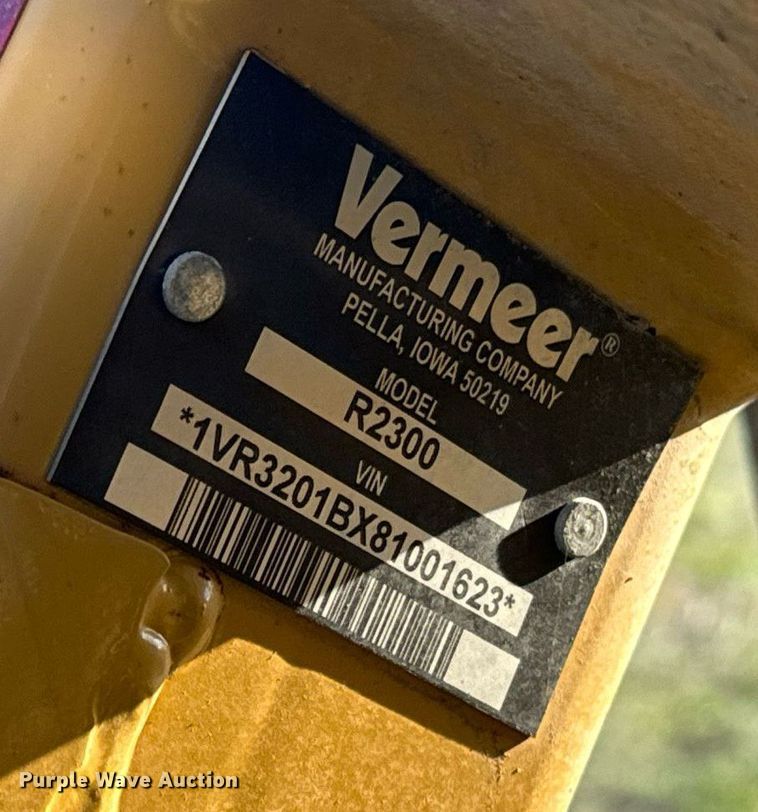 Vermeer®
MANUFACTURING COMPANY
PELLA, IOWA 50219
MODEL
R2300
VIN
*1VR3201BX81001623*
Purple Wave Auction